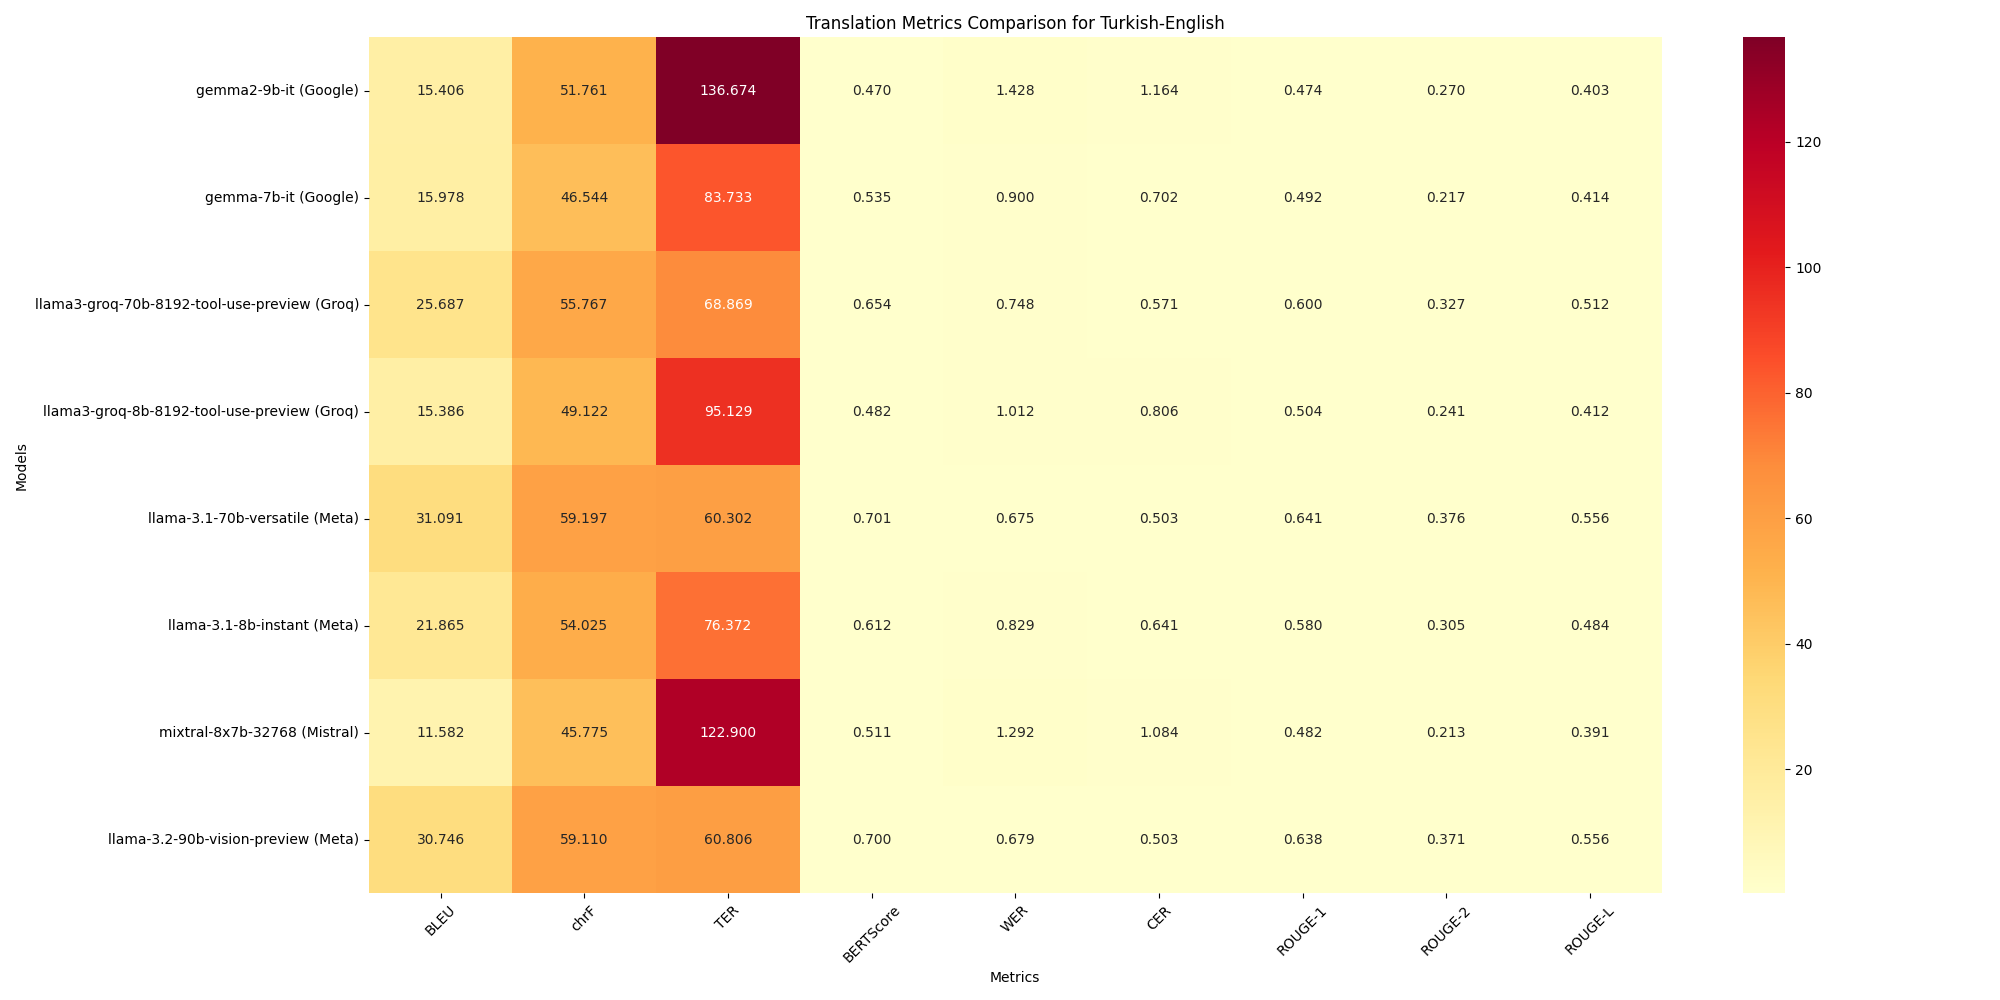 Translation Metrics Comparison for Turkish-English
gemma2-9b-it (Google) 15.406 51.761 136.674 0.470 1.428 1.164 0.474 0.270 0.403
gemma-7b-it (Google) 15.978 46.544 83.733 0.535 0.900 0.702 0.492 0.217 0.414
llama3-groq-70b-8192-tool-use-preview (Groq) 25.687 55.767 68.869 0.654 0.748 0.571 0.600 0.327 0.512
llama3-groq-8b-8192-tool-use-preview (Groq) 15.386 49.122 95.129 0.482 1.012 0.806 0.504 0.241 0.412
llama-3.1-70b-versatile (Meta) 31.091 59.197 60.302 0.701 0.675 0.503 0.641 0.376 0.556
llama-3.1-8b-instant (Meta) 21.865 54.025 76.372 0.612 0.829 0.641 0.580 0.305 0.484
mixtral-8x7b-32768 (Mistral) 11.582 45.775 122.900 0.511 1.292 1.084 0.482 0.213 0.391
llama-3.2-90b-vision-preview (Meta) 30.746 59.110 60.806 0.700 0.679 0.503 0.638 0.371 0.556
BLEU chrF TER BERTScore WER CER ROUGE-1 ROUGE-2 ROUGE-L
Metrics
Models
120
100
80
60
40
20